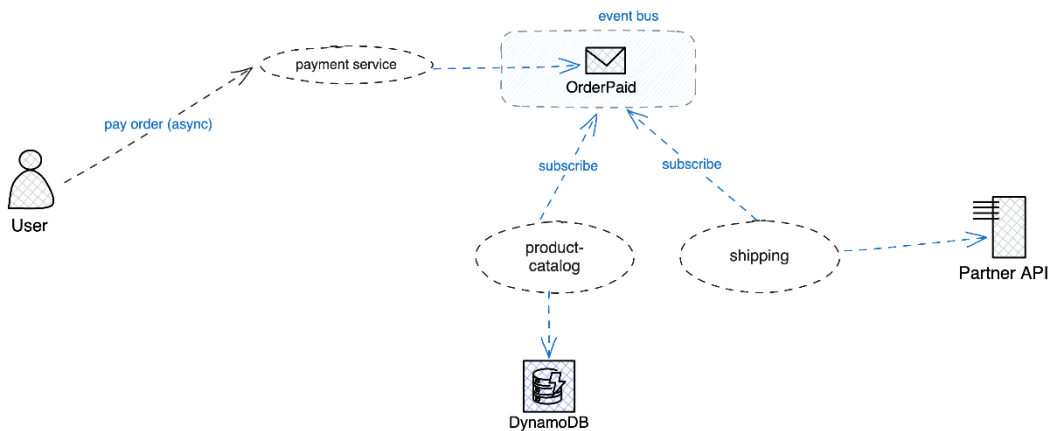 event bus
payment service
OrderPaid
pay order (async)
subscribe
subscribe
User
product-
catalog
shipping
Partner API
DynamoDB